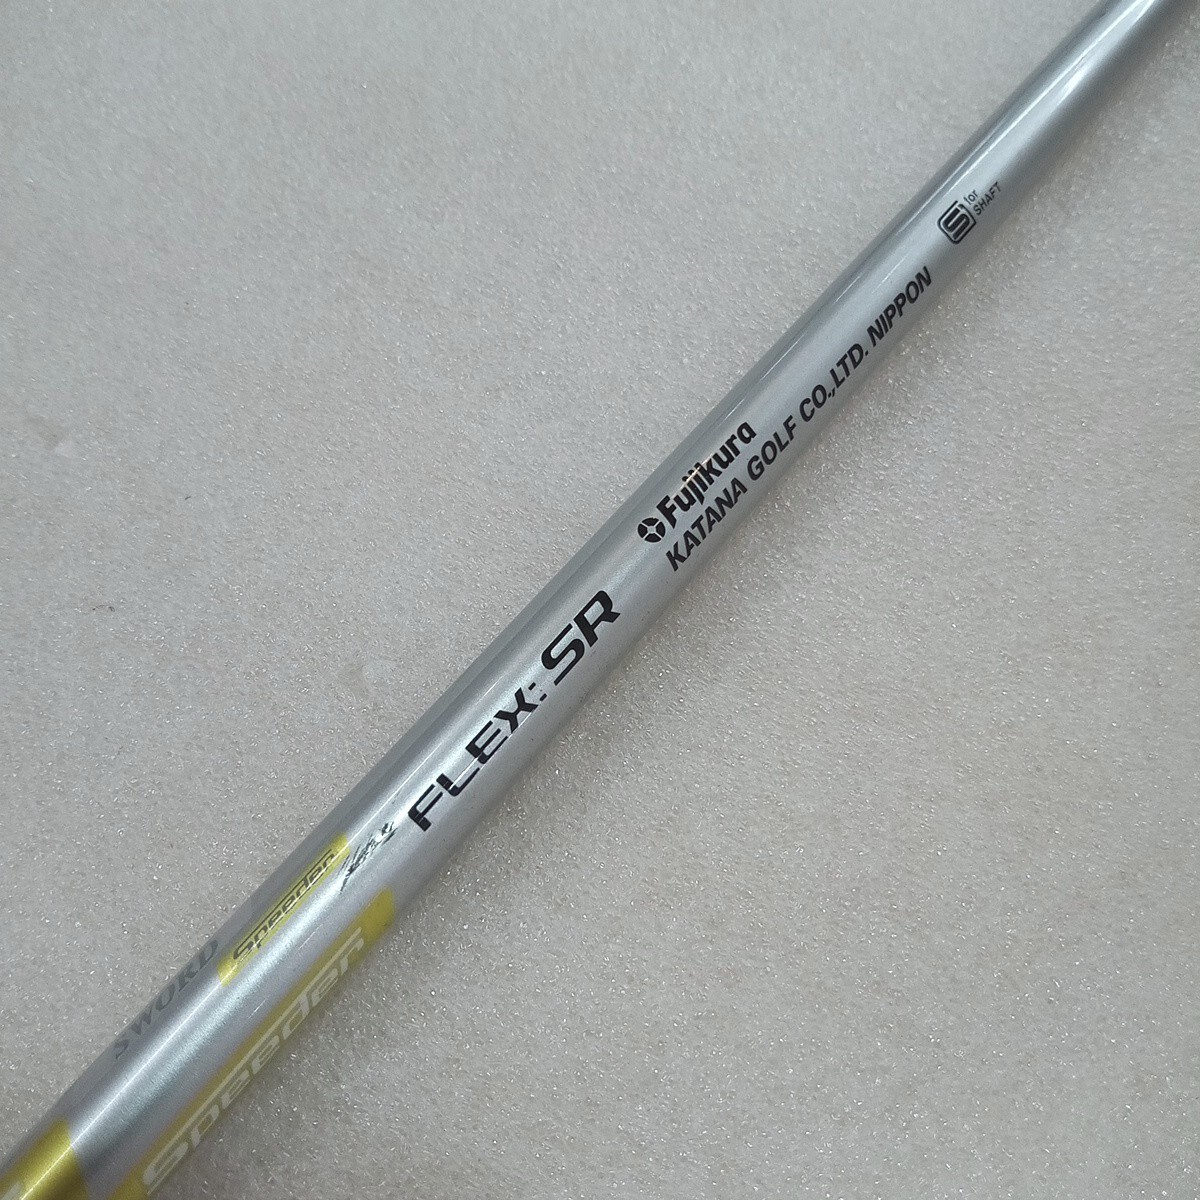 SWORD
Speeder
Speeder
FLEX: SR
Fujikura
KATANA GOLF CO.,LTD. NIPPON
S for
SHAFT